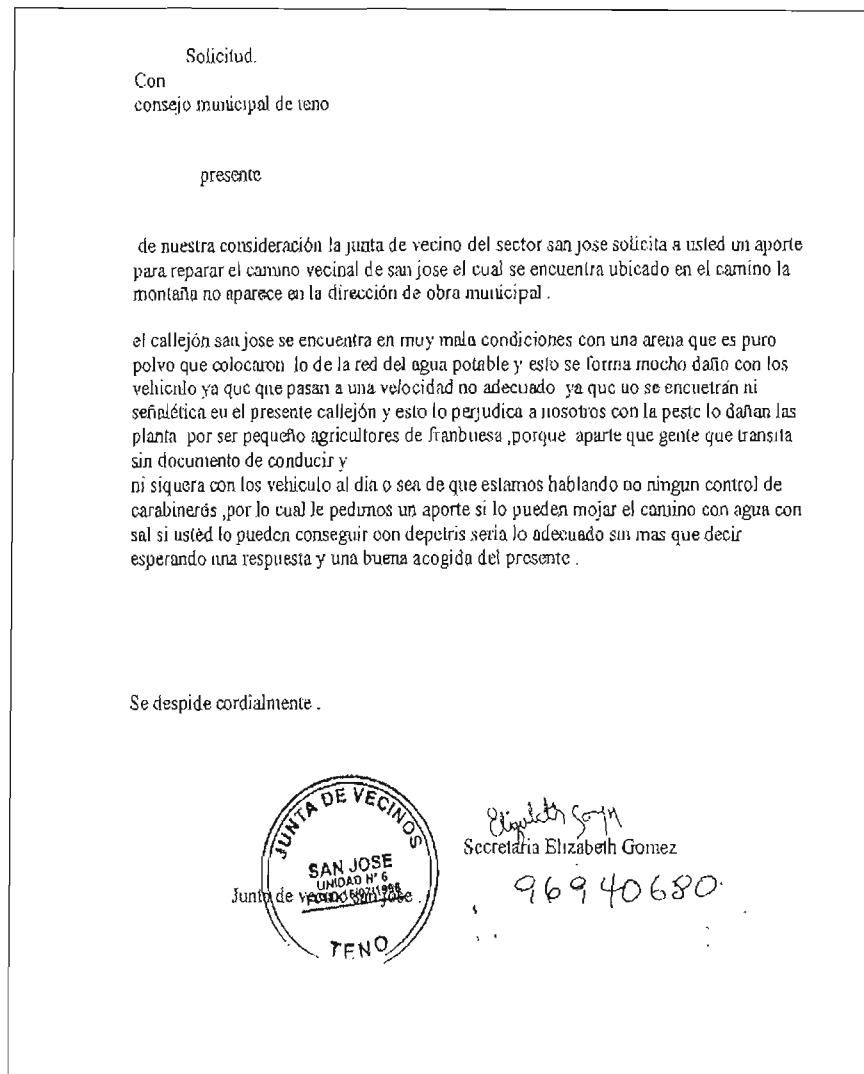 Solicitud.
Con
consejo municipal de teno
presente
de nuestra consideración la junta de vecino del sector san jose solicita a usted un aporte
para reparar el camino vecinal de san jose el cual se encuentra ubicado en el camino la
montaña no aparece en la dirección de obra municipal .
el callejón san jose se encuentra en muy mala condiciones con una arena que es puro
polvo que colocaron lo de la red del agua potable y esto se forma mocho daño con los
vehiculo ya que que pasan a una velocidad no adecuado ya que no se encuetrán ni
señalética en el presente callejón y esto lo perjudica a nosotros con la peste lo dañan las
planta por ser pequeño agricultores de franbuesa ,porque aparte que gente que transita
sin documento de conducir y
ni siquera con los vehiculo al dia o sea de que estamos hablando no ningun control de
carabinerós ,por lo cual le pedimos un aporte si lo pueden mojar el camino con agua con
sal si ustéd lo pueden conseguir con depetris seria lo adecuado sin mas que decir
esperando una respuesta y una buena acogida del presente .
Se despide cordialmente .
JUNTA DE VECINOS
SAN JOSE
UNIDAD N° 6
TENO
Junta de vecino san jose .
Secretaria Elizabeth Gomez
96940680